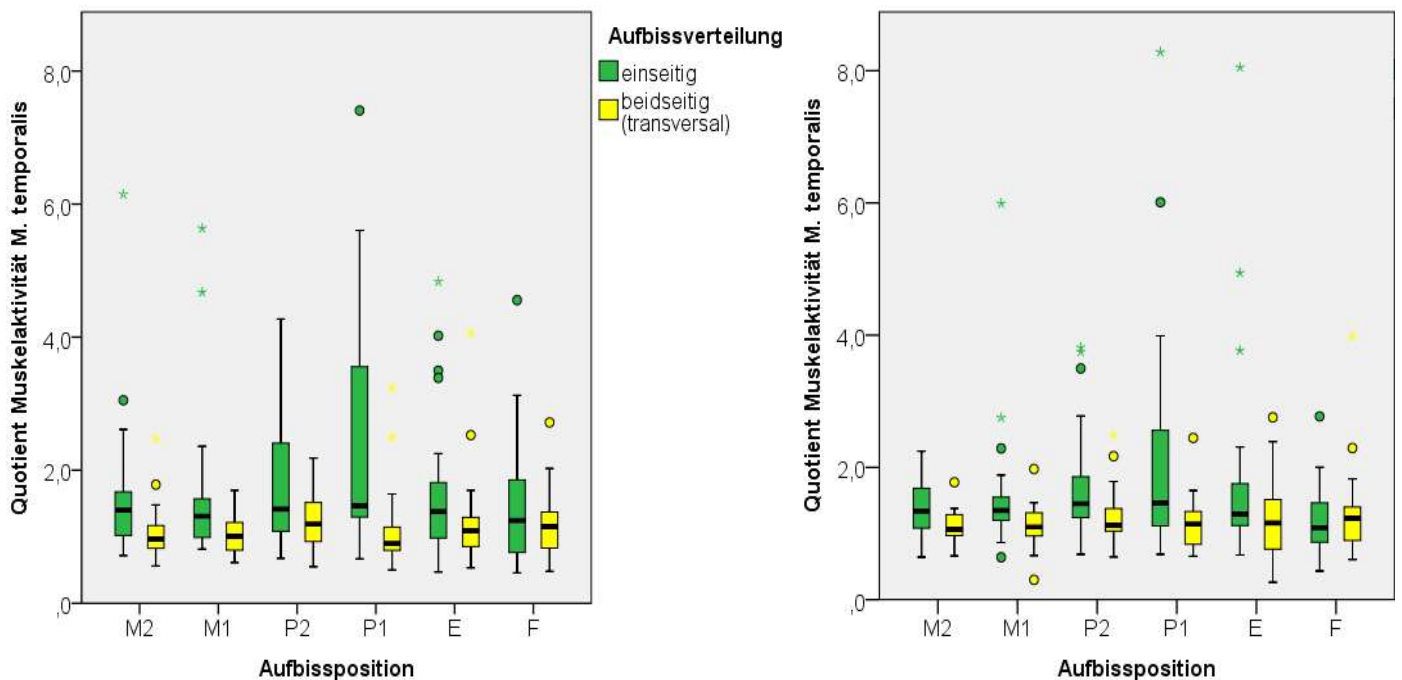 Quotient Muskelaktivität M. temporalis
8,0
6,0
4,0
2,0
,0
M2 M1 P2 P1 E F
Aufbissposition
Aufbissverteilung
einseitig
beidseitig
(transversal)
Quotient Muskelaktivität M. temporalis
8,0
6,0
4,0
2,0
,0
M2 M1 P2 P1 E F
Aufbissposition